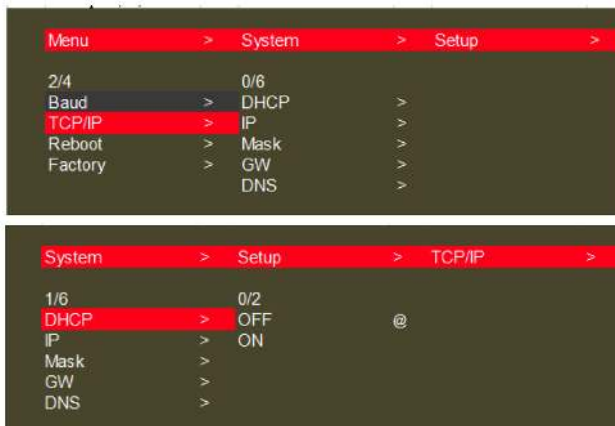 Menu > System > Setup >
2/4 0/6
Baud > DHCP >
TCP/IP > IP >
Reboot > Mask >
Factory > GW >
DNS >
System > Setup > TCP/IP >
1/6 0/2
DHCP > OFF @
IP > ON
Mask >
GW >
DNS >